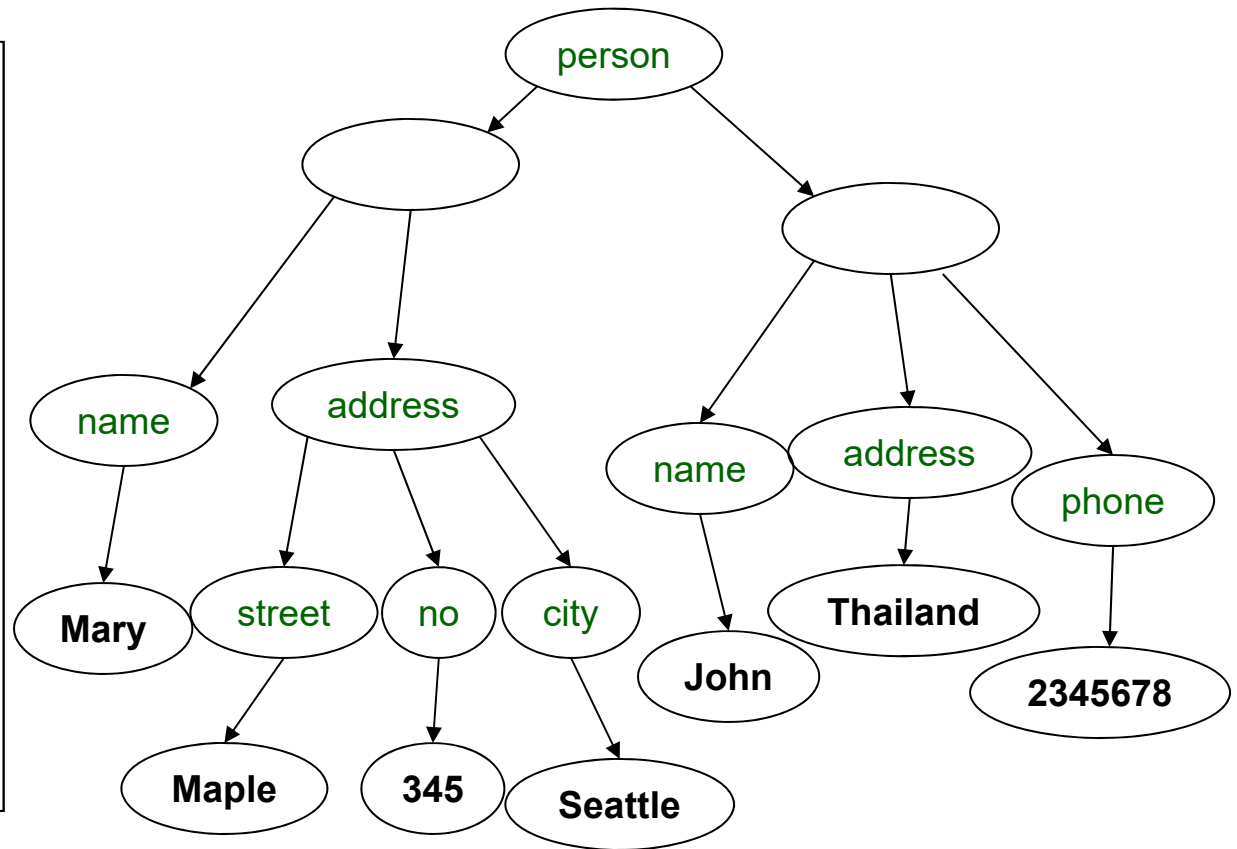 person
name
address
name
address
phone
Mary
street
no
city
John
Thailand
2345678
Maple
345
Seattle